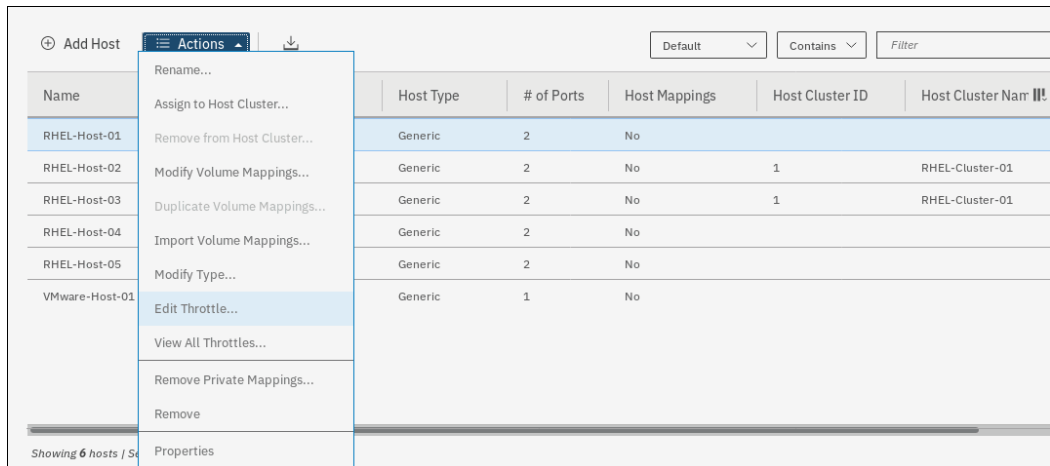 Add Host Actions Default Contains Filter
Rename...
Name Host Type # of Ports Host Mappings Host Cluster ID Host Cluster Nam
Assign to Host Cluster...
RHEL-Host-01 Remove from Host Cluster... Generic 2 No
RHEL-Host-02 Modify Volume Mappings... Generic 2 No 1 RHEL-Cluster-01
RHEL-Host-03 Duplicate Volume Mappings... Generic 2 No 1 RHEL-Cluster-01
RHEL-Host-04 Import Volume Mappings... Generic 2 No
RHEL-Host-05 Modify Type... Generic 2 No
VMware-Host-01 Edit Throttle... Generic 1 No
View All Throttles...
Remove Private Mappings...
Remove
Showing 6 hosts | Se Properties